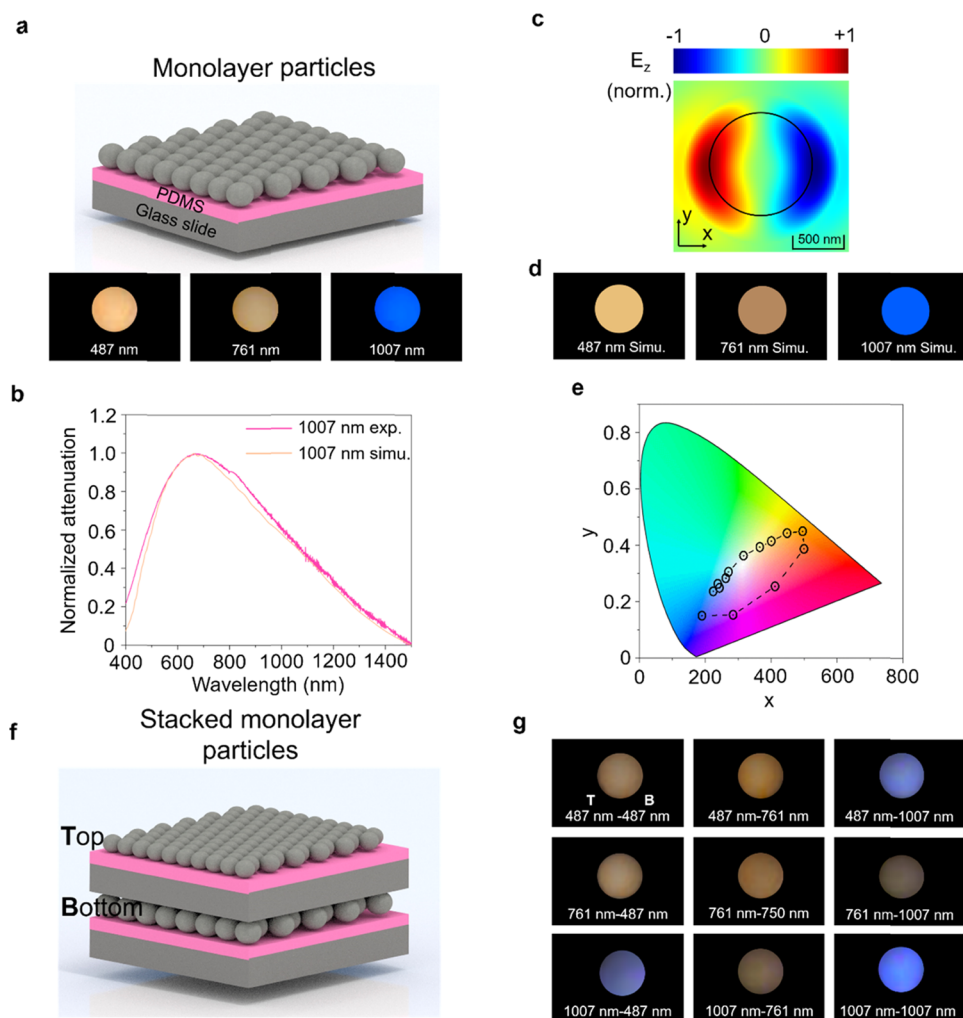 a
Monolayer particles
PDMS
Glass slide
487 nm
761 nm
1007 nm
b
1.2
1.0
0.8
0.6
0.4
0.2
0
400 600 800 1000 1200 1400
Normalized attenuation
Wavelength (nm)
1007 nm exp.
1007 nm simu.
c
-1 0 +1
Ez
(norm.)
y
x
500 nm
d
487 nm Simu.
761 nm Simu.
1007 nm Simu.
e
0.8
0.6
0.4
0.2
0
0 200 400 600 800
y
x
f
Stacked monolayer
particles
Top
Bottom
g
T B
487 nm -487 nm
487 nm-761 nm
487 nm-1007 nm
761 nm-487 nm
761 nm-750 nm
761 nm-1007 nm
1007 nm-487 nm
1007 nm-761 nm
1007 nm-1007 nm